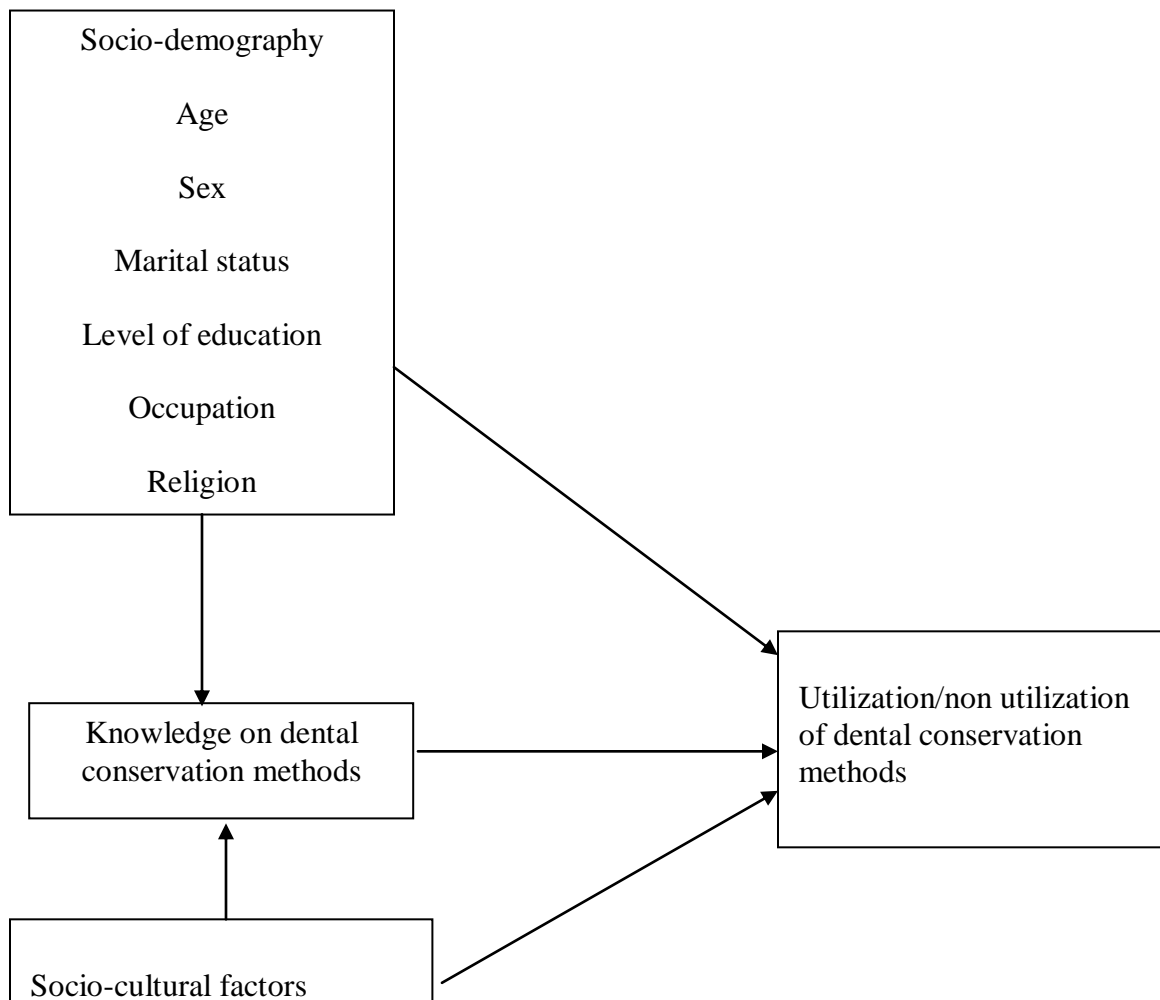 Socio-demography
Age
Sex
Marital status
Level of education
Occupation
Religion
Knowledge on dental
conservation methods
Utilization/non utilization
of dental conservation
methods
Socio-cultural factors